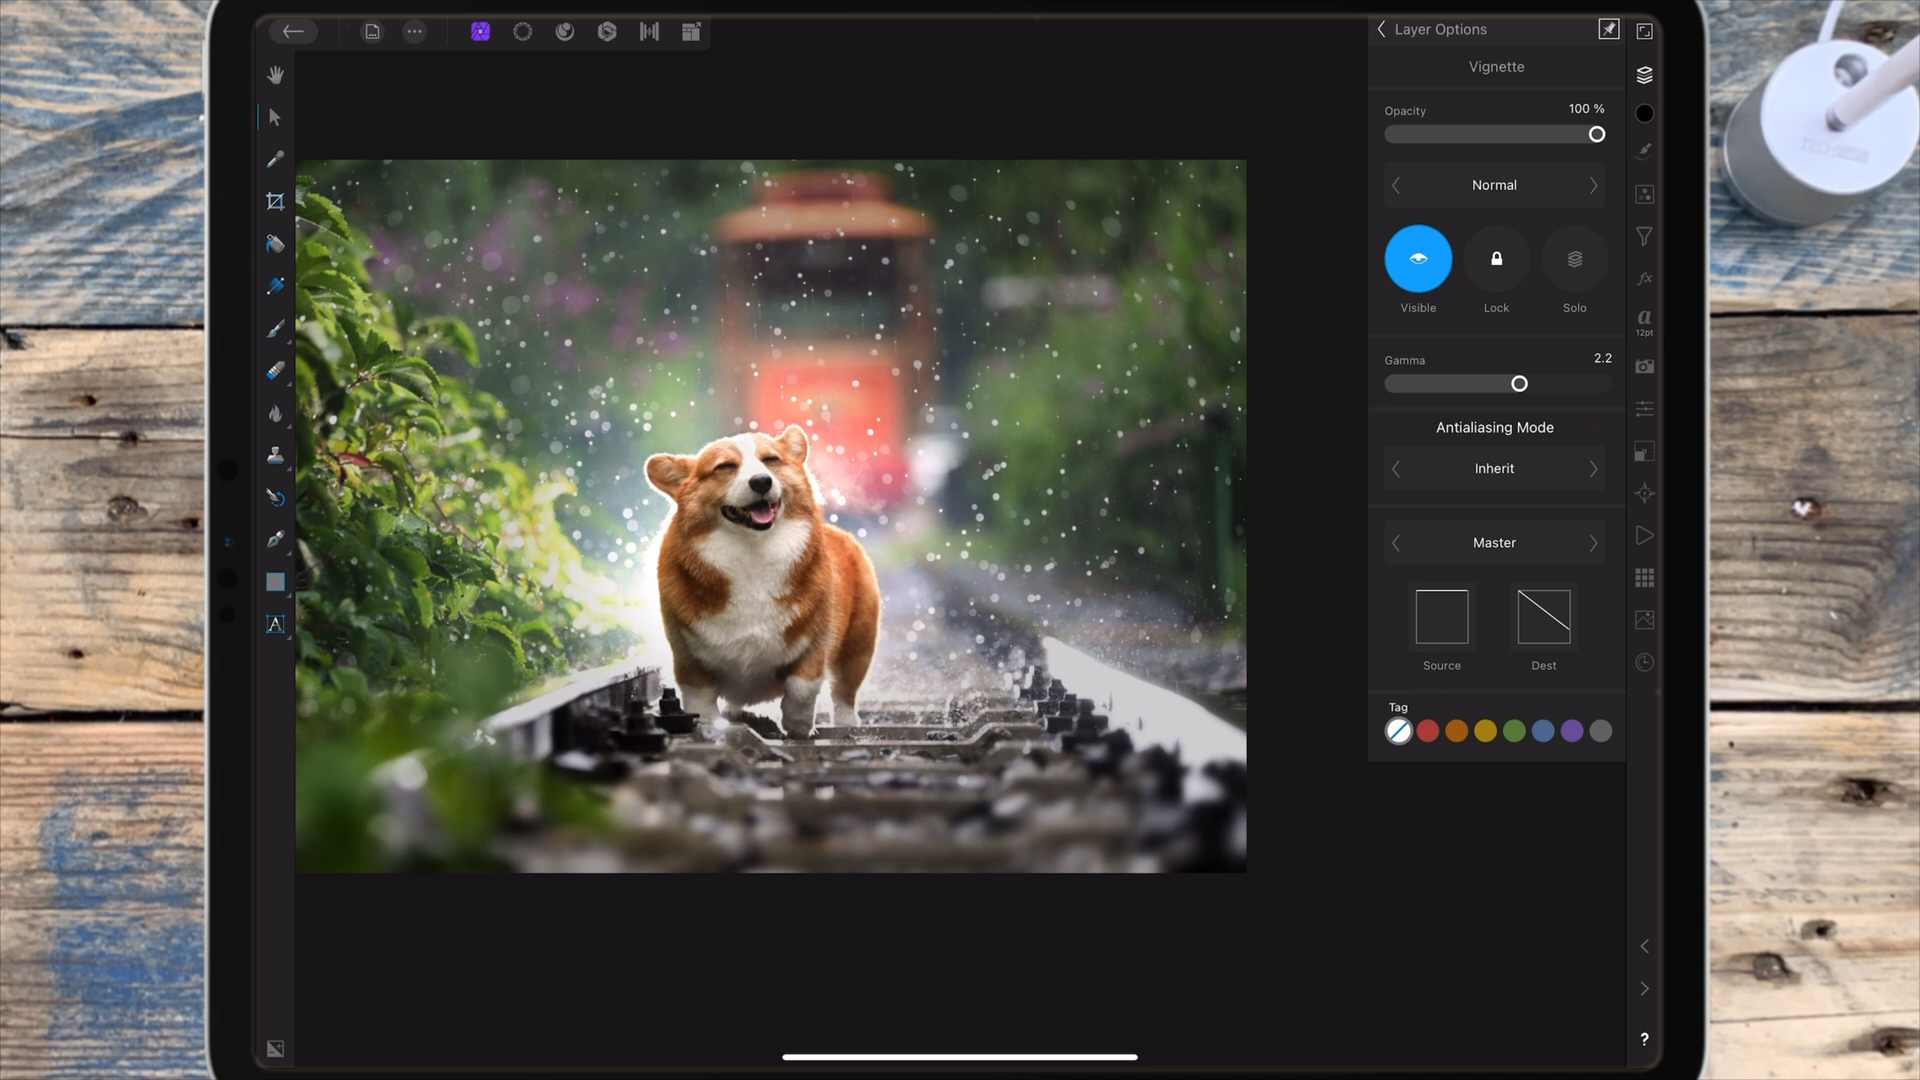 Layer Options
Vignette
Opacity
100 %
Normal
Visible
Lock
Solo
Gamma
2.2
Antialiasing Mode
Inherit
Master
Source
Dest
Tag
a
12pt
fx
A
?